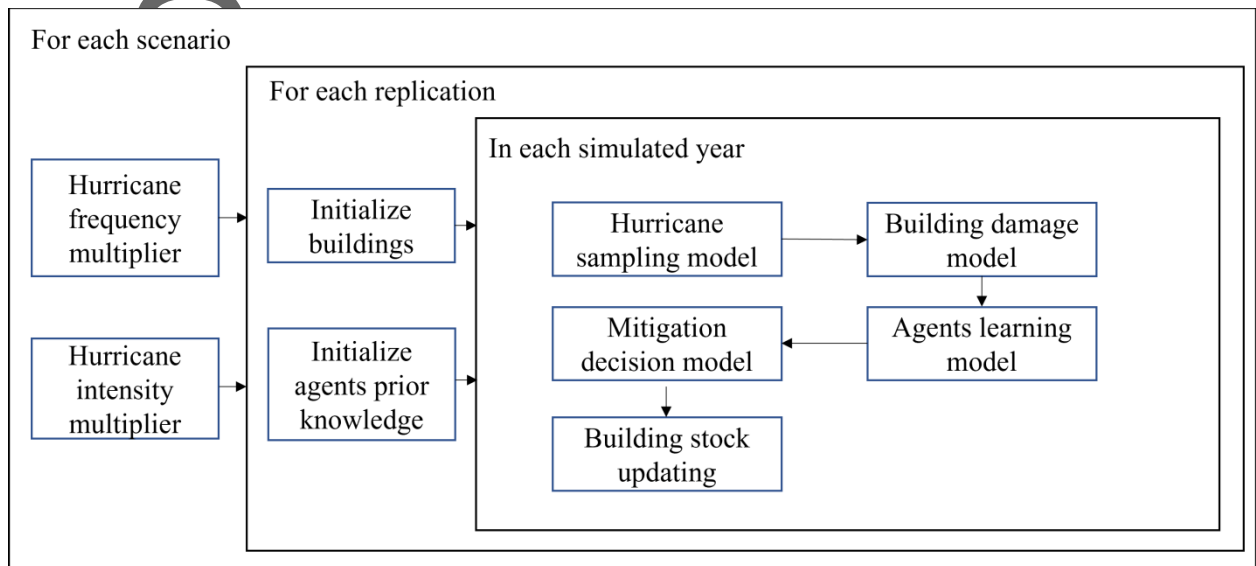 For each scenario
For each replication
In each simulated year
Hurricane
frequency
multiplier
Initialize
buildings
Hurricane
sampling model
Building damage
model
Hurricane
intensity
multiplier
Initialize
agents prior
knowledge
Mitigation
decision model
Agents learning
model
Building stock
updating